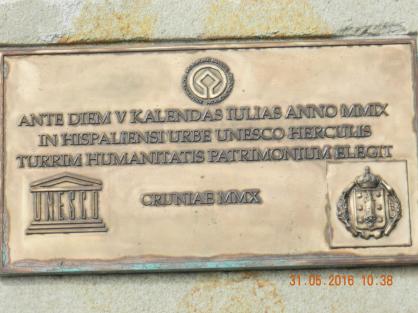 ANTE DIEM V KALENDAS IULIAS ANNO MMIX
IN HISPALIENSI URBE UNESCO HERCULIS
TURRIM HUMANITATIS PATRIMONIUM ELEGIT
CRUNIAE MMX
UNESCO
31.05.2016 10.38